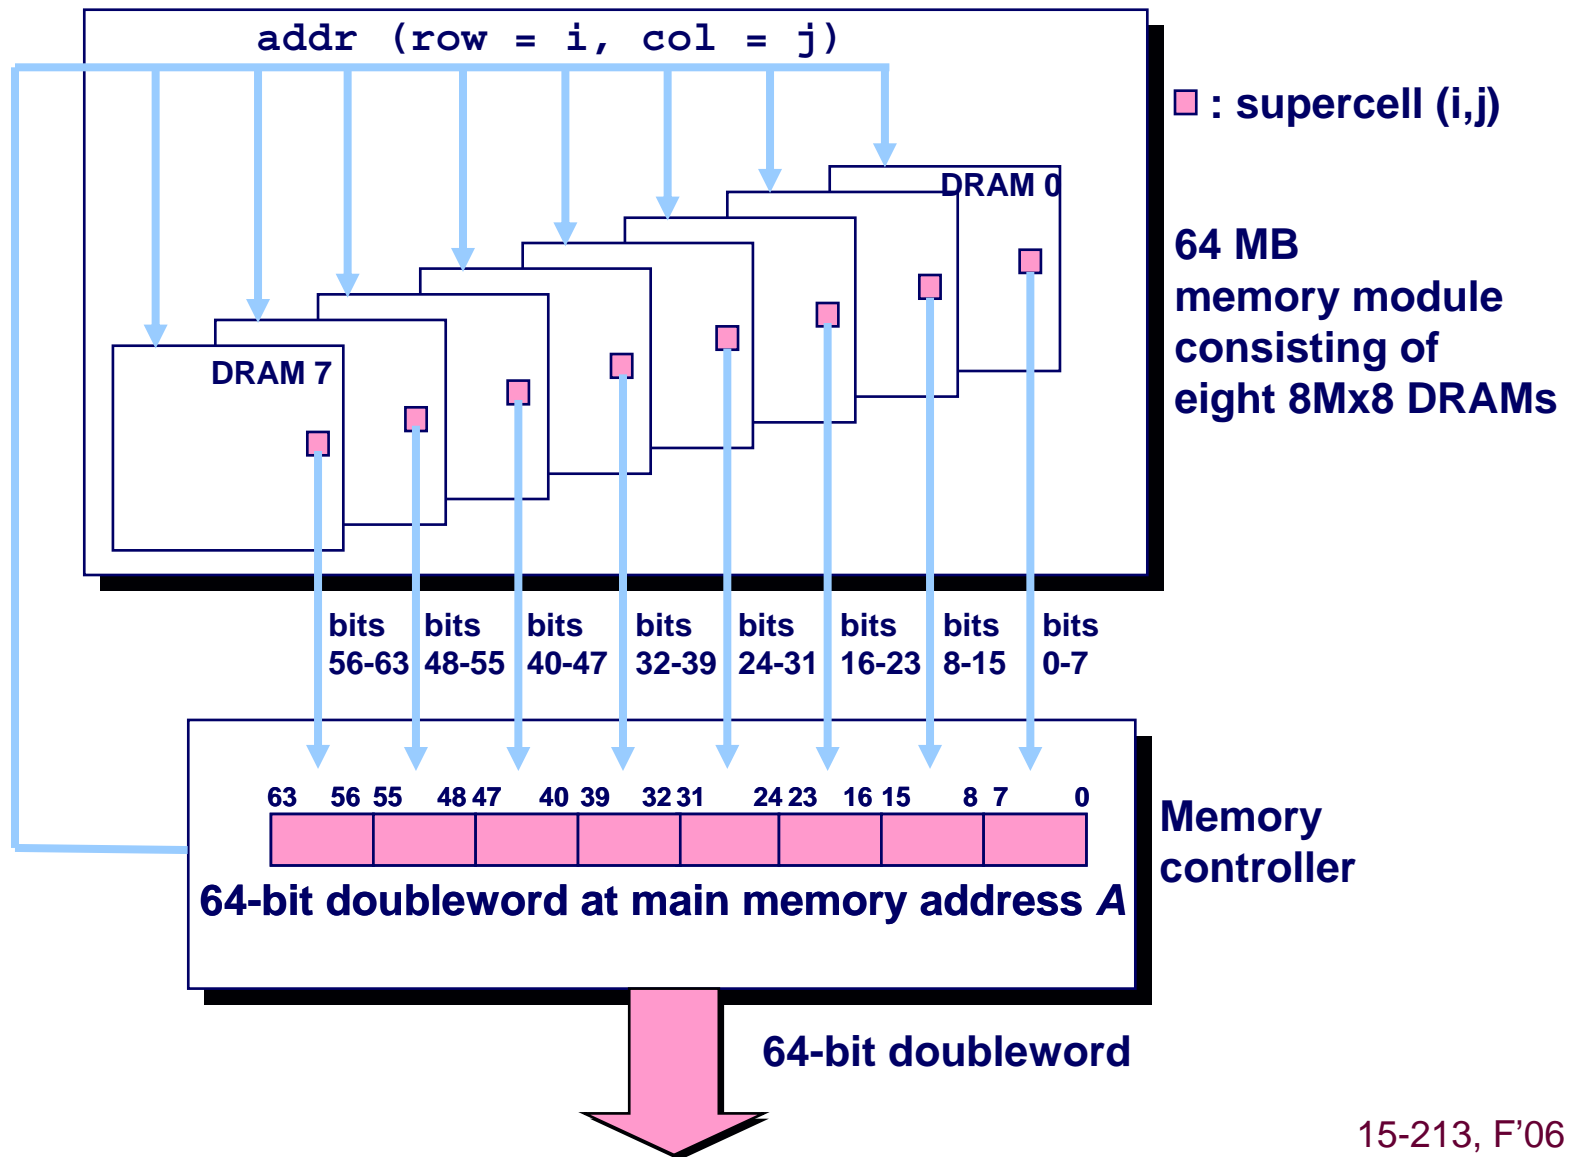 addr (row = i, col = j)
: supercell (i,j)
DRAM 0
64 MB
memory module
consisting of
eight 8Mx8 DRAMs
DRAM 7
bits bits bits bits bits bits bits bits
56-63 48-55 40-47 32-39 24-31 16-23 8-15 0-7
63 56 55 48 47 40 39 32 31 24 23 16 15 8 7 0
Memory
controller
64-bit doubleword at main memory address A
64-bit doubleword
15-213, F’06